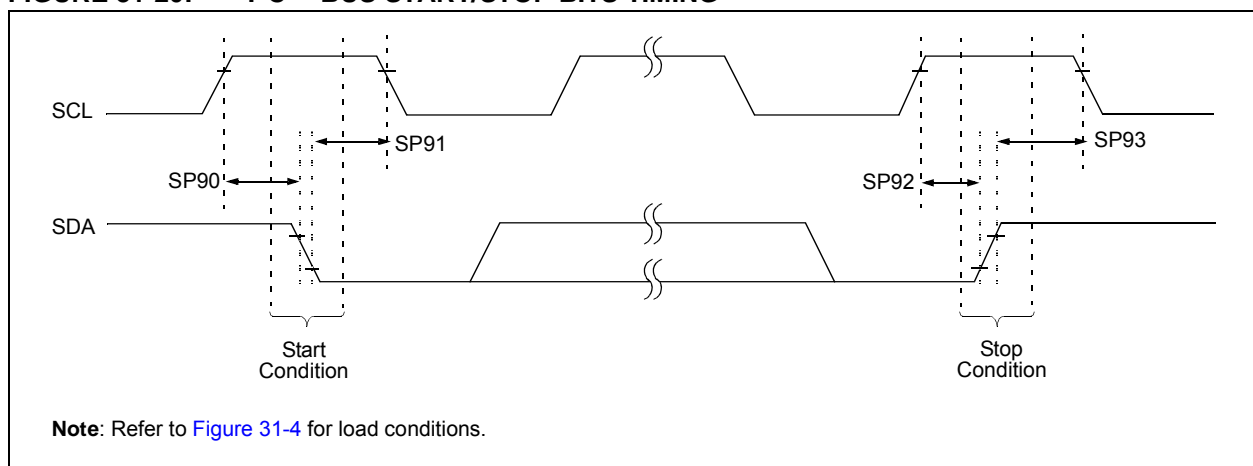 SCL
SP91
SP93
SP90
SP92
SDA
Start
Condition
Stop
Condition
Note: Refer to Figure 31-4 for load conditions.